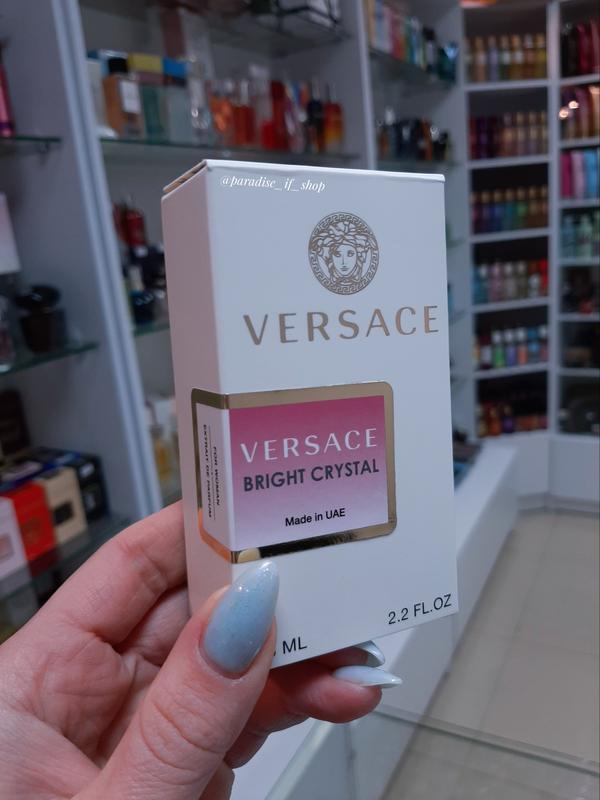 @paradise_if_shop
VERSACE
VERSACE
BRIGHT CRYSTAL
Made in UAE
FOR WOMAN
EXTRAIT DE PARFUM
ML
2.2 FL.OZ